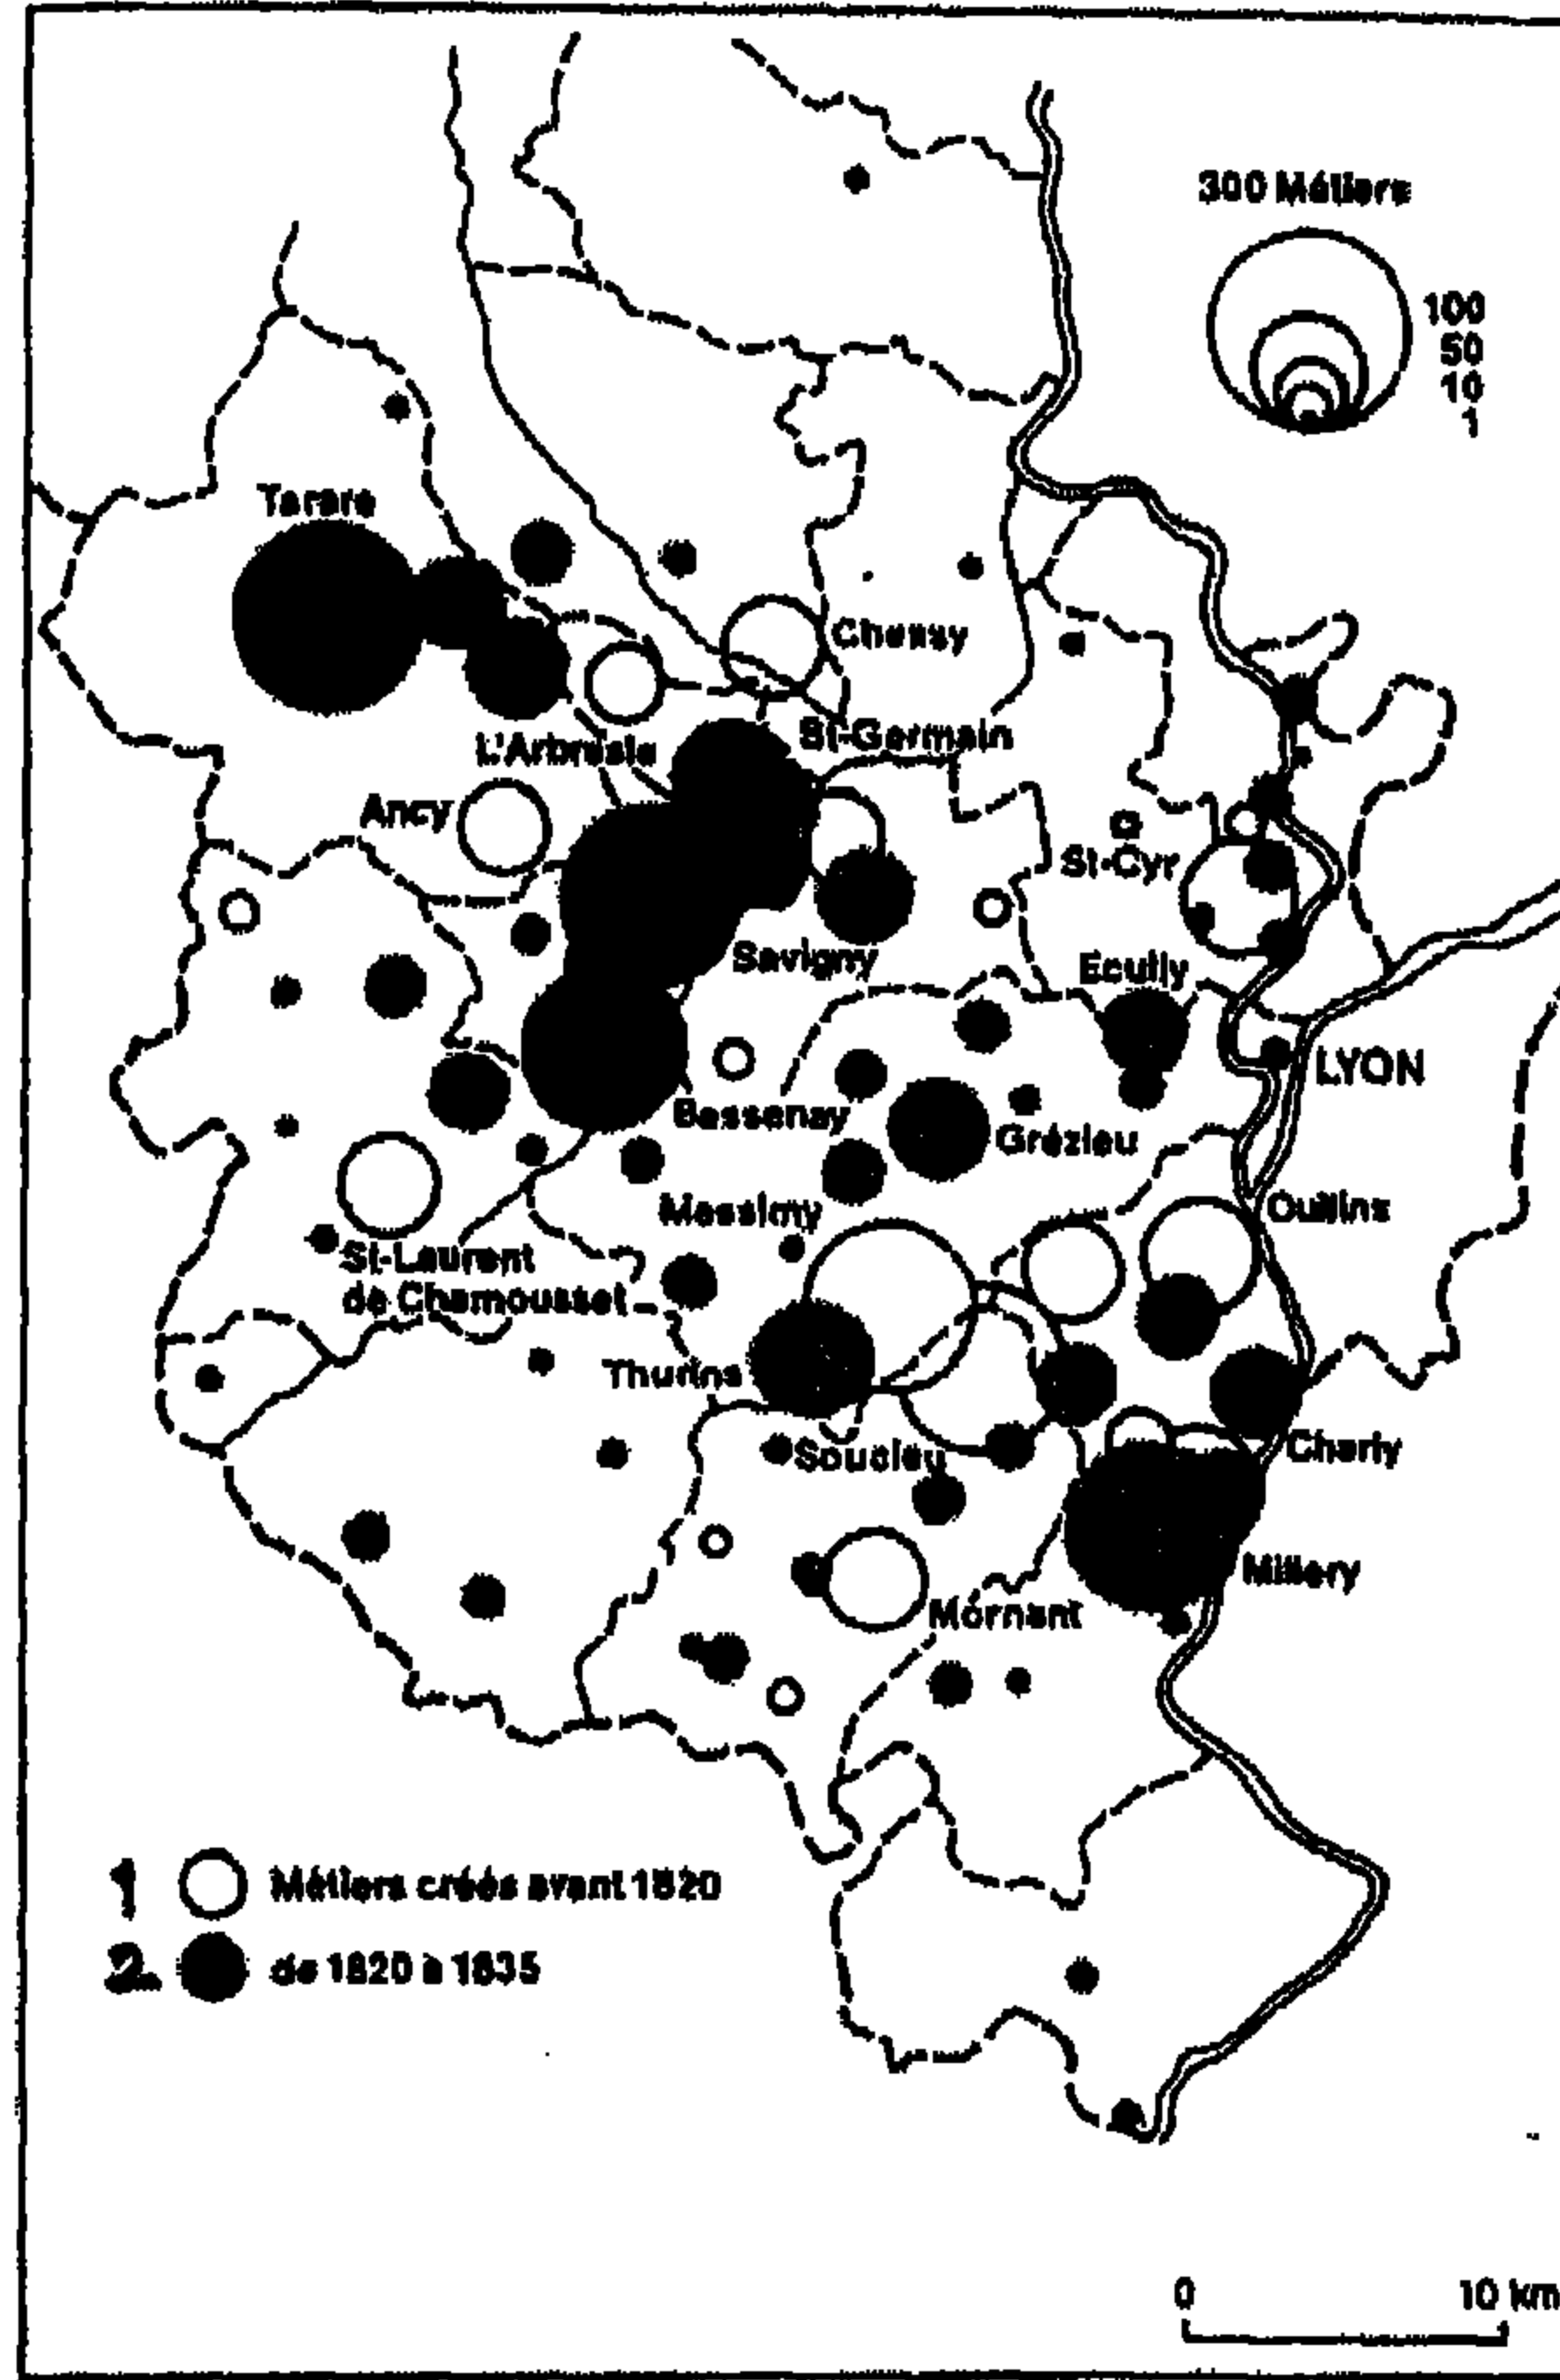 300 Métiers
100
50
10
1
Tarare
Chessy
St-Germain
L'Arbresle
Ancy
St-Cyr
Savigny
Ecully
LYON
Bessenay
Grézieu
Messimy
Oullins
St-Laurent
de Chamousset
Thurins
Soucieu
Charly
Millery
Mornant
1 Métiers créés avant 1820
2 de 1820 à 1835
0 10 km